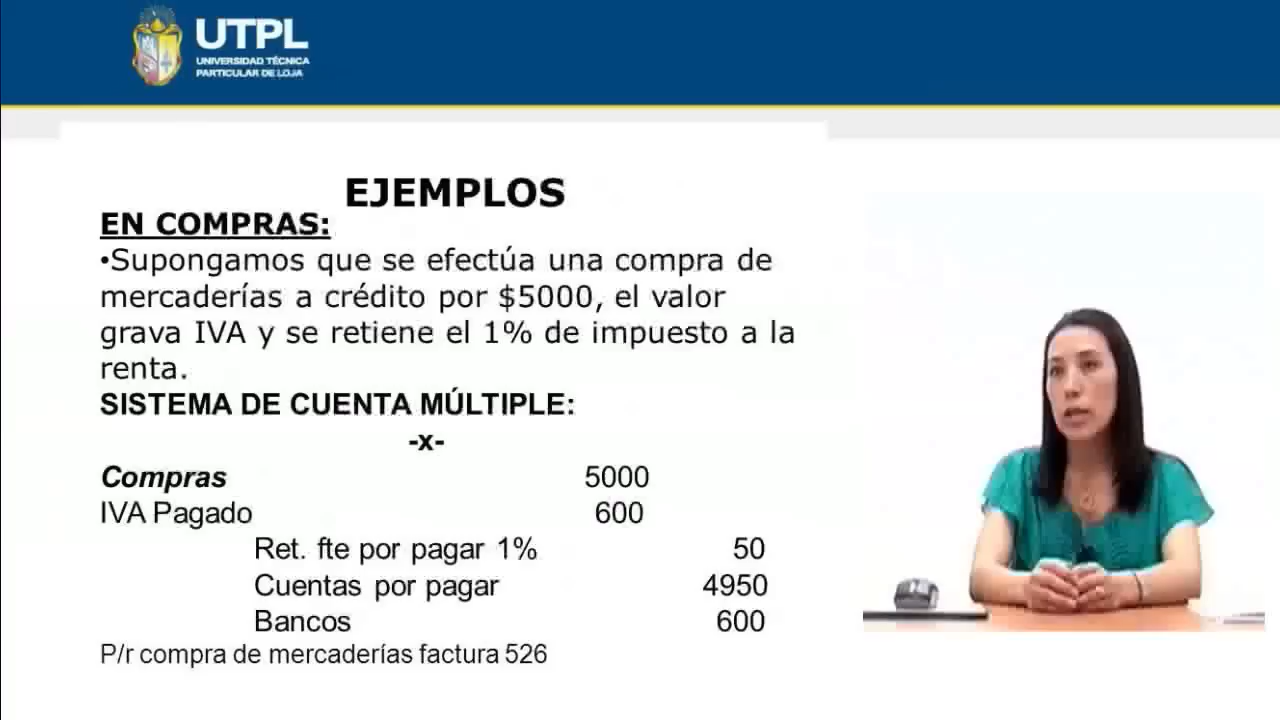 UTPL
UNIVERSIDAD TÉCNICA
PARTICULAR DE LOJA
EJEMPLOS
EN COMPRAS:
•Supongamos que se efectúa una compra de
mercaderías a crédito por $5000, el valor
grava IVA y se retiene el 1% de impuesto a la
renta.
SISTEMA DE CUENTA MÚLTIPLE:
-x-
Compras 5000
IVA Pagado 600
Ret. fte por pagar 1% 50
Cuentas por pagar 4950
Bancos 600
P/r compra de mercaderías factura 526